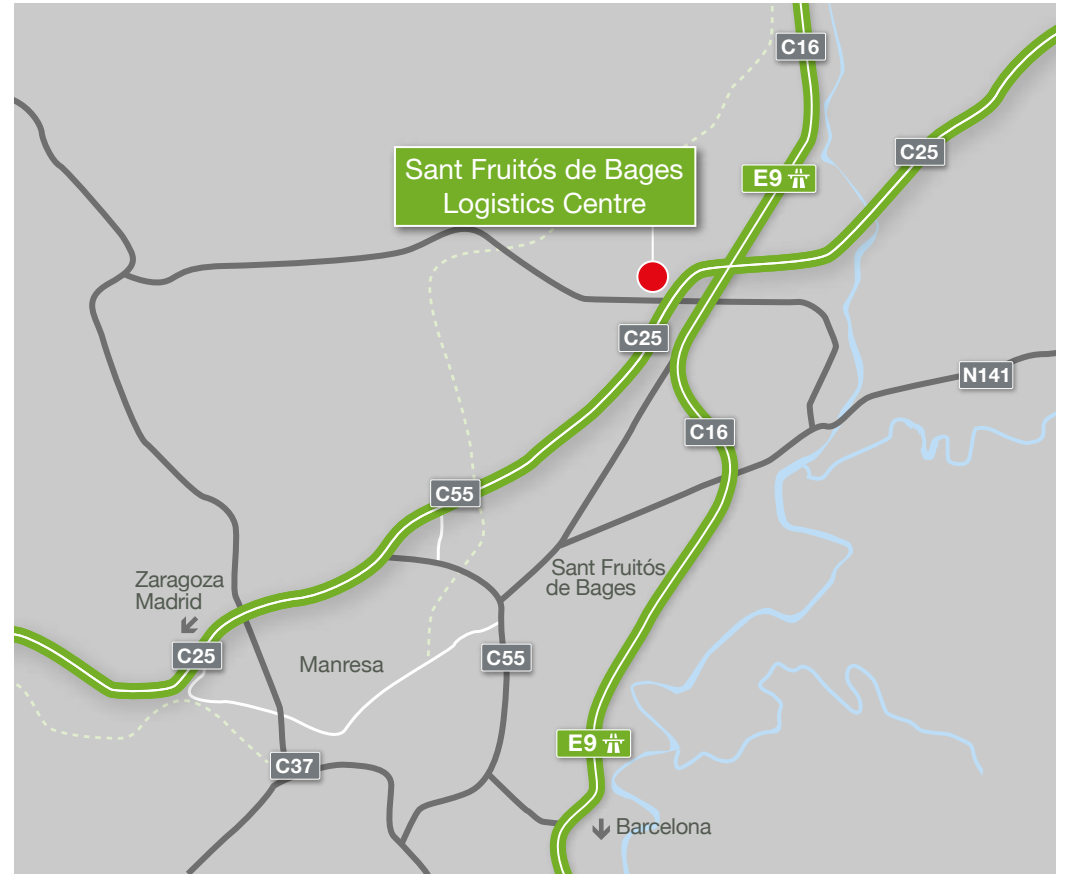 C16
C25
Sant Fruitós de Bages
Logistics Centre
E9
C25
N141
C16
C55
Sant Fruitós
de Bages
Zaragoza
Madrid
C25
Manresa
C55
E9
C37
Barcelona